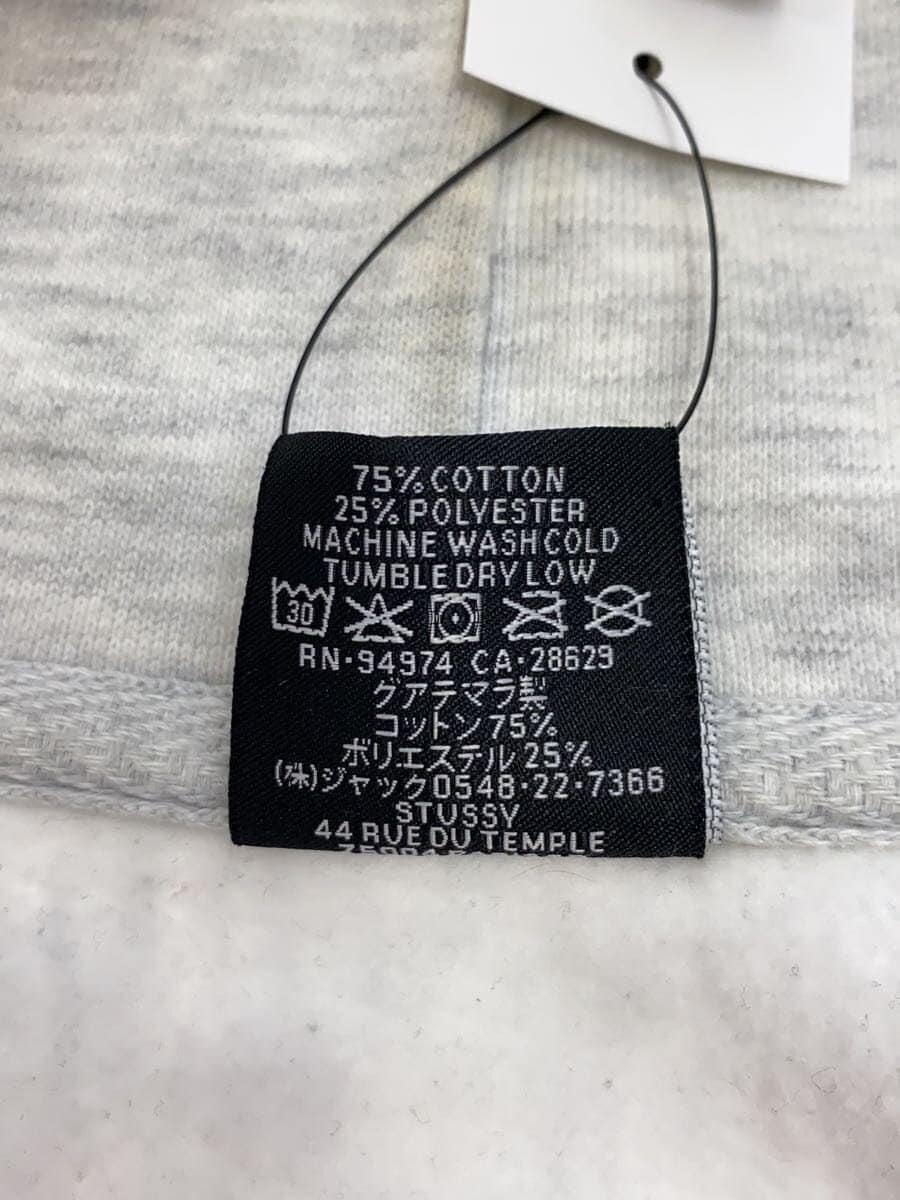 75% COTTON
25% POLYESTER
MACHINE WASH COLD
TUMBLE DRY LOW
30
RN·94974 CA·28629
グアテマラ製
コットン75%
ポリエステル25%
(株)ジャック0548·22·7366
STUSSY
44 RUE DU TEMPLE